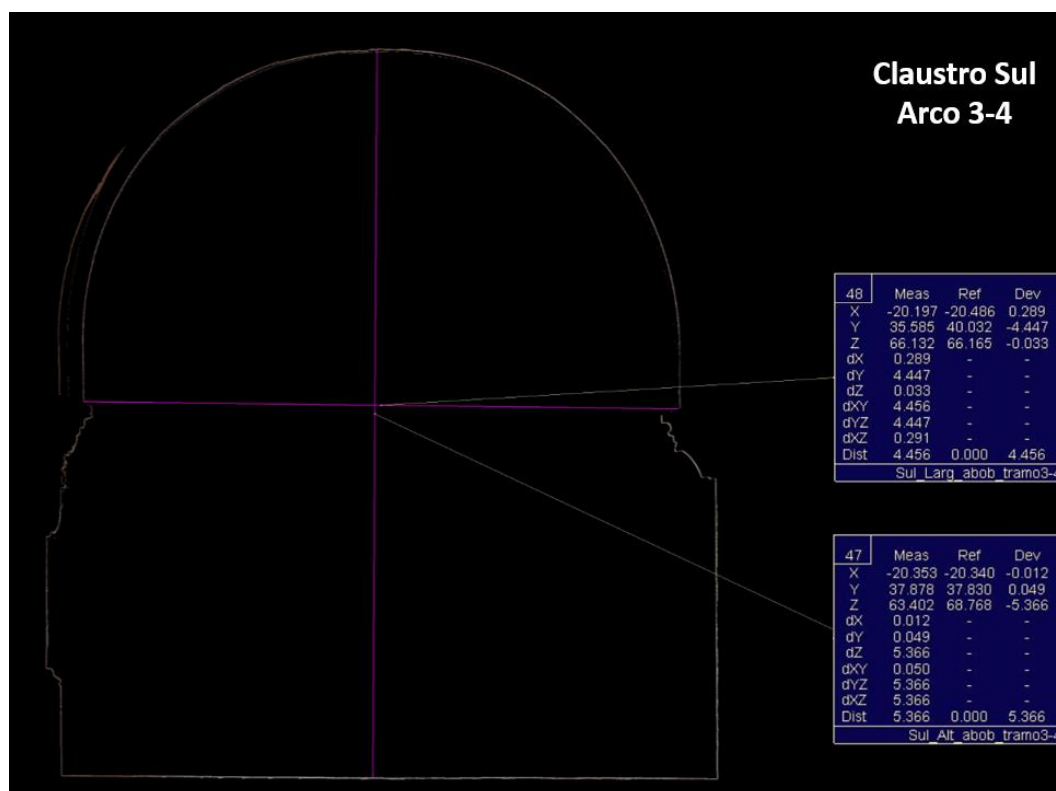 Claustro Sul
Arco 3-4
48 Meas Ref Dev
X -20.197 -20.486 0.289
Y 35.585 40.032 -4.447
Z 66.132 66.165 -0.033
dX 0.289 - -
dY 4.447 - -
dZ 0.033 - -
dXY 4.456 - -
dYZ 4.447 - -
dXZ 0.291 - -
Dist 4.456 0.000 4.456
Sul_Larg_abob_tramo3-4
47 Meas Ref Dev
X -20.353 -20.340 -0.012
Y 37.878 37.830 0.049
Z 63.402 68.768 -5.366
dX 0.012 - -
dY 0.049 - -
dZ 5.366 - -
dXY 0.050 - -
dYZ 5.366 - -
dXZ 5.366 - -
Dist 5.366 0.000 5.366
Sul_Alt_abob_tramo3-4